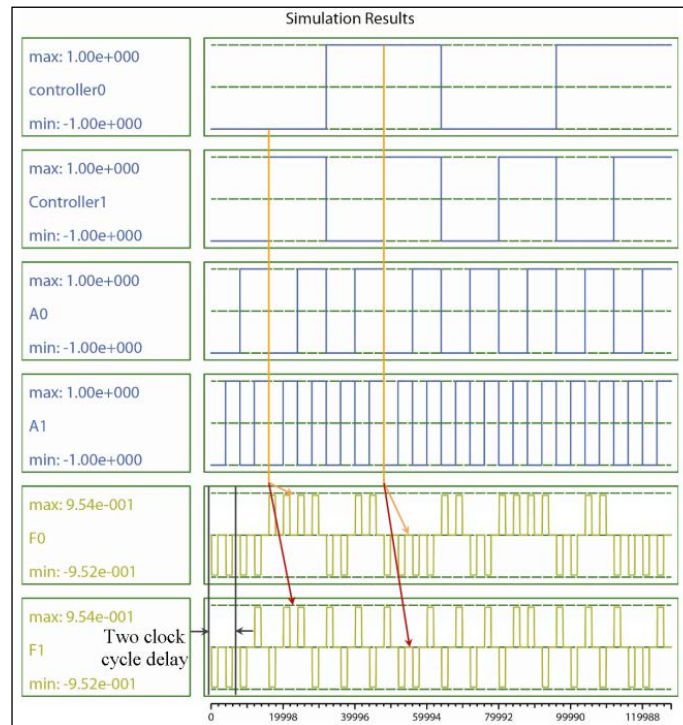 Simulation Results
max: 1.00e+000
controller0
min: -1.00e+000
max: 1.00e+000
Controller1
min: -1.00e+000
max: 1.00e+000
A0
min: -1.00e+000
max: 1.00e+000
A1
min: -1.00e+000
max: 9.54e-001
F0
min: -9.52e-001
max: 9.54e-001
F1
min: -9.52e-001
Two clock
cycle delay
0 19998 39996 59994 79992 99990 119988